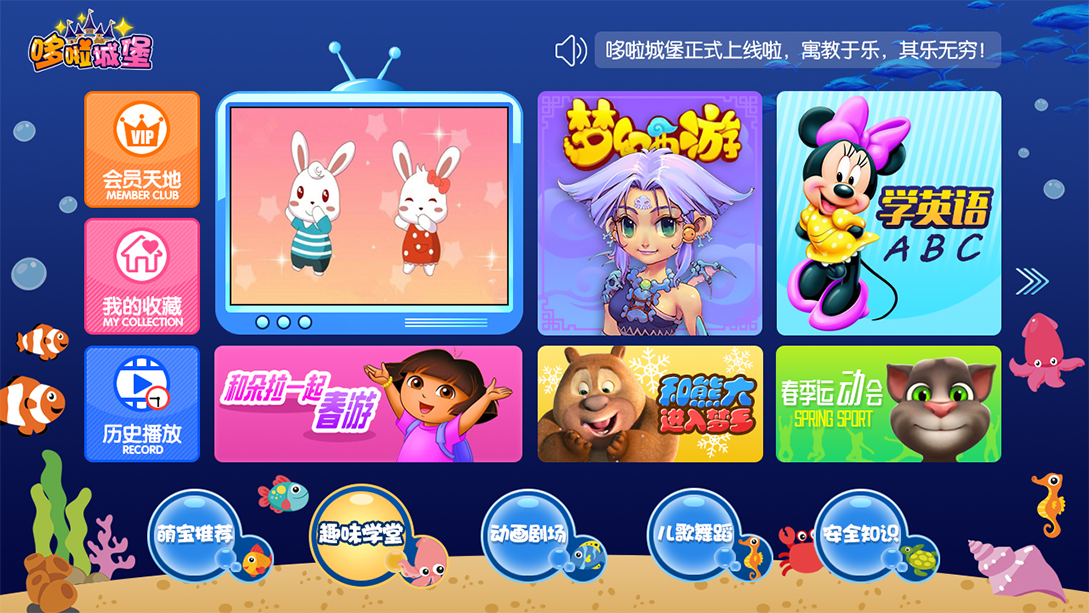 哆啦城堡
哆啦城堡正式上线啦，寓教于乐，其乐无穷！
VIP
会员天地
MEMBER CLUB
我的收藏
MY COLLECTION
历史播放
RECORD
梦幻西游
学英语
ABC
和朵拉一起
春游
和熊大
进入梦乡
春季运动会
SPRING SPORT
萌宝推荐
趣味学堂
动画剧场
儿歌舞蹈
安全知识